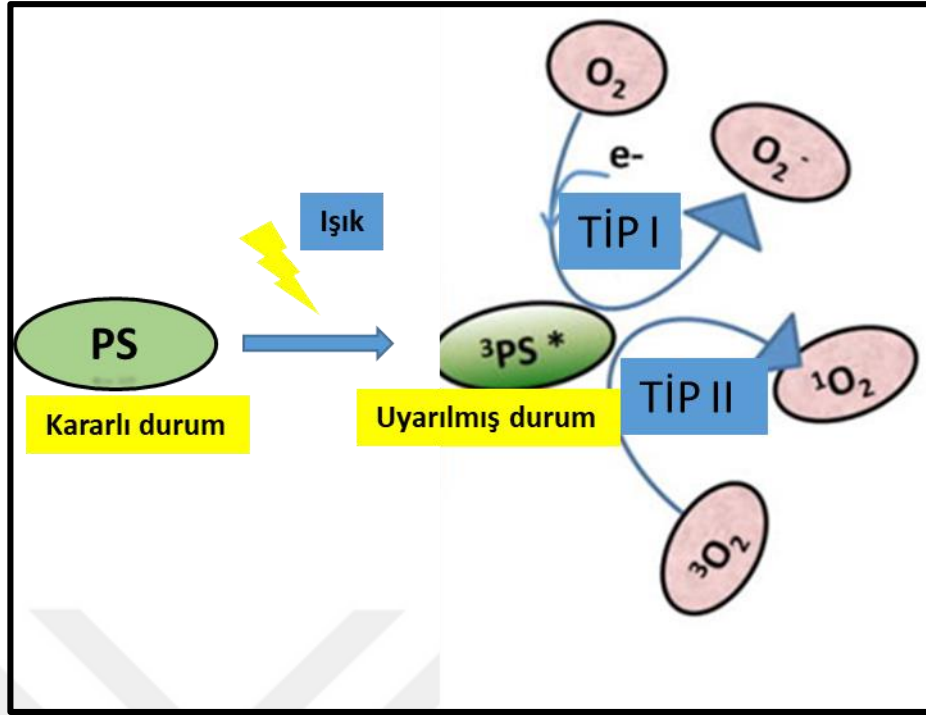 O₂
e-
O₂˙
TİP I
Işık
PS
³PS *
Kararlı durum
Uyarılmış durum
TİP II
¹O₂
³O₂